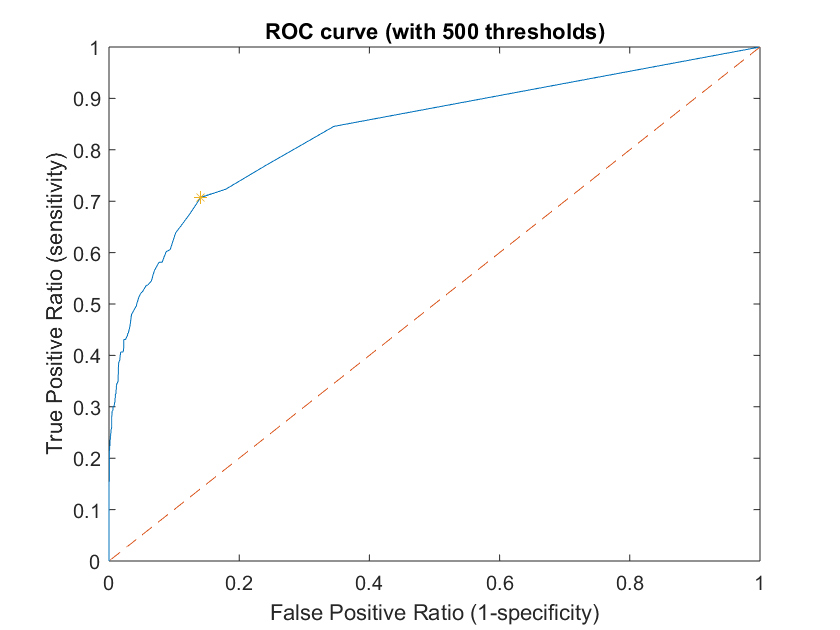 ROC curve (with 500 thresholds)
1
0.9
0.8
0.7
0.6
0.5
0.4
0.3
0.2
0.1
0
True Positive Ratio (sensitivity)
0 0.2 0.4 0.6 0.8 1
False Positive Ratio (1-specificity)